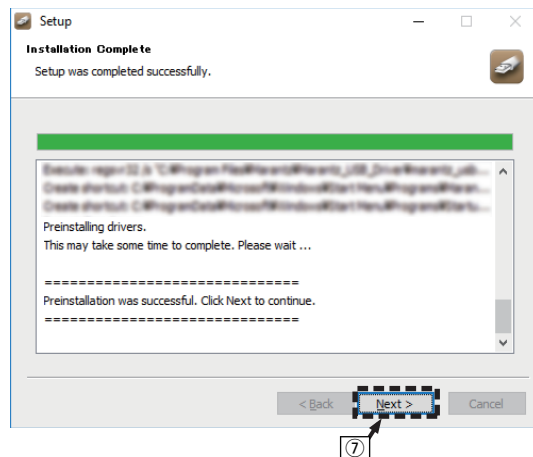 Setup
Installation Complete
Setup was completed successfully.
Preinstalling drivers.
This may take some time to complete. Please wait ...
==============================
Preinstallation was successful. Click Next to continue.
==============================
< Back Next > Cancel
⑦